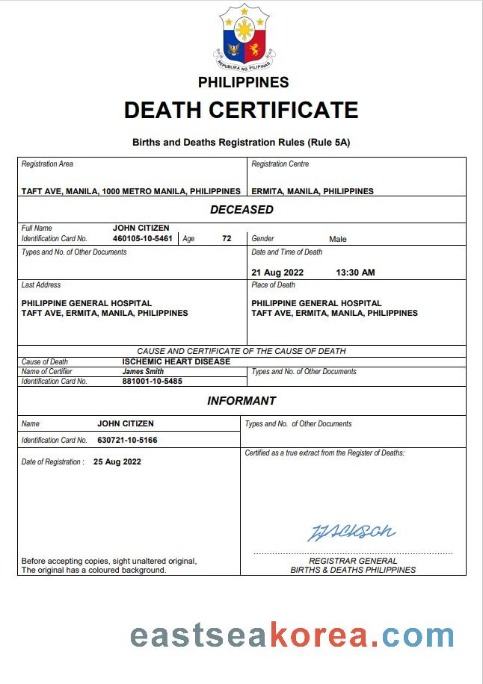 REPUBLIKA NG PILIPINAS
PHILIPPINES
DEATH CERTIFICATE
Births and Deaths Registration Rules (Rule 5A)
Registration Area
Registration Centre
TAFT AVE, MANILA, 1000 METRO MANILA, PHILIPPINES
ERMITA, MANILA, PHILIPPINES
DECEASED
Full Name JOHN CITIZEN
Identification Card No. 460105-10-5461 Age 72 Gender Male
Types and No. of Other Documents
Date and Time of Death
21 Aug 2022 13:30 AM
Last Address
Place of Death
PHILIPPINE GENERAL HOSPITAL
TAFT AVE, ERMITA, MANILA, PHILIPPINES
PHILIPPINE GENERAL HOSPITAL
TAFT AVE, ERMITA, MANILA, PHILIPPINES
CAUSE AND CERTIFICATE OF THE CAUSE OF DEATH
Cause of Death ISCHEMIC HEART DISEASE
Name of Certifier James Smith
Types and No. of Other Documents
Identification Card No. 881001-10-5485
INFORMANT
Name JOHN CITIZEN
Types and No. of Other Documents
Identification Card No. 630721-10-5166
Date of Registration : 25 Aug 2022
Certified as a true extract from the Register of Deaths:
Before accepting copies, sight unaltered original,
The original has a coloured background.
REGISTRAR GENERAL
BIRTHS & DEATHS PHILIPPINES
eastseakorea.com